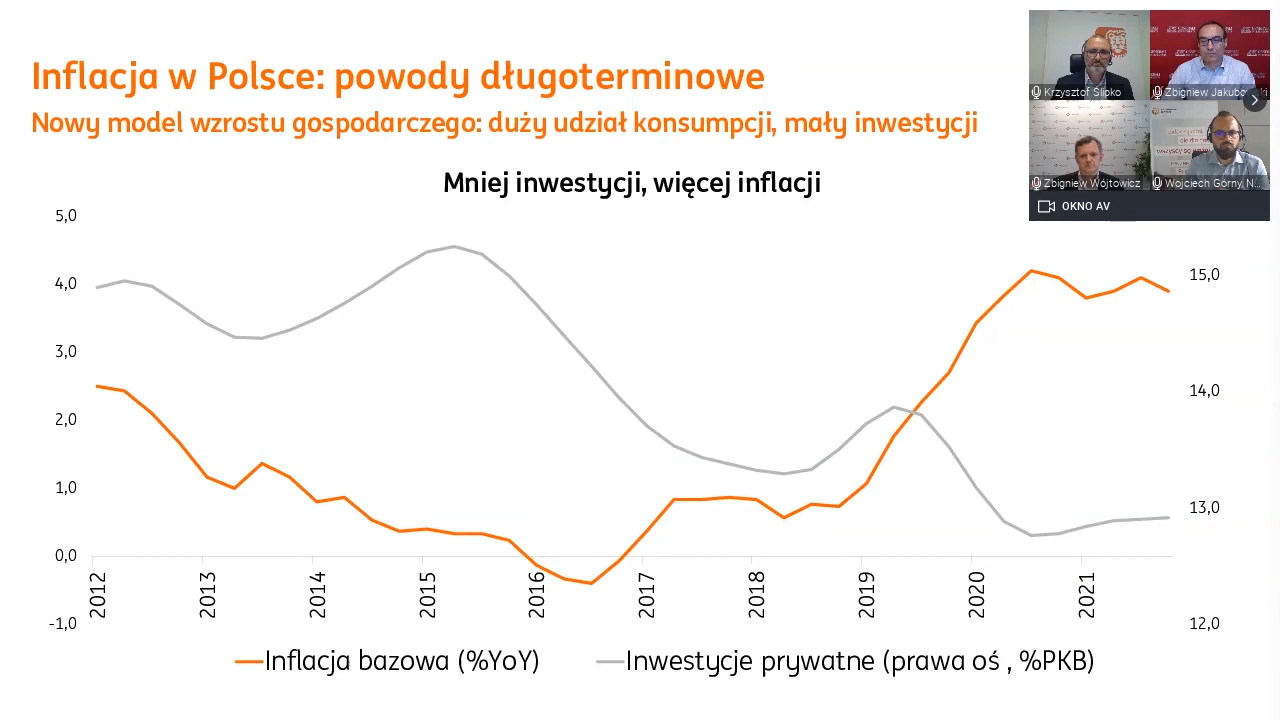 Inflacja w Polsce: powody długoterminowe
Nowy model wzrostu gospodarczego: duży udział konsumpcji, mały inwestycji
Krzysztof Ślipko
Zbigniew Wójtowicz
Wojciech Górny, N...
OKNO AV
Mniej inwestycji, więcej inflacji
5,0
4,0
3,0
2,0
1,0
0,0
-1,0
15,0
14,0
13,0
12,0
2012
2013
2014
2015
2016
2017
2018
2019
2020
2021
Inflacja bazowa (%YoY)
Inwestycje prywatne (prawa oś , %PKB)